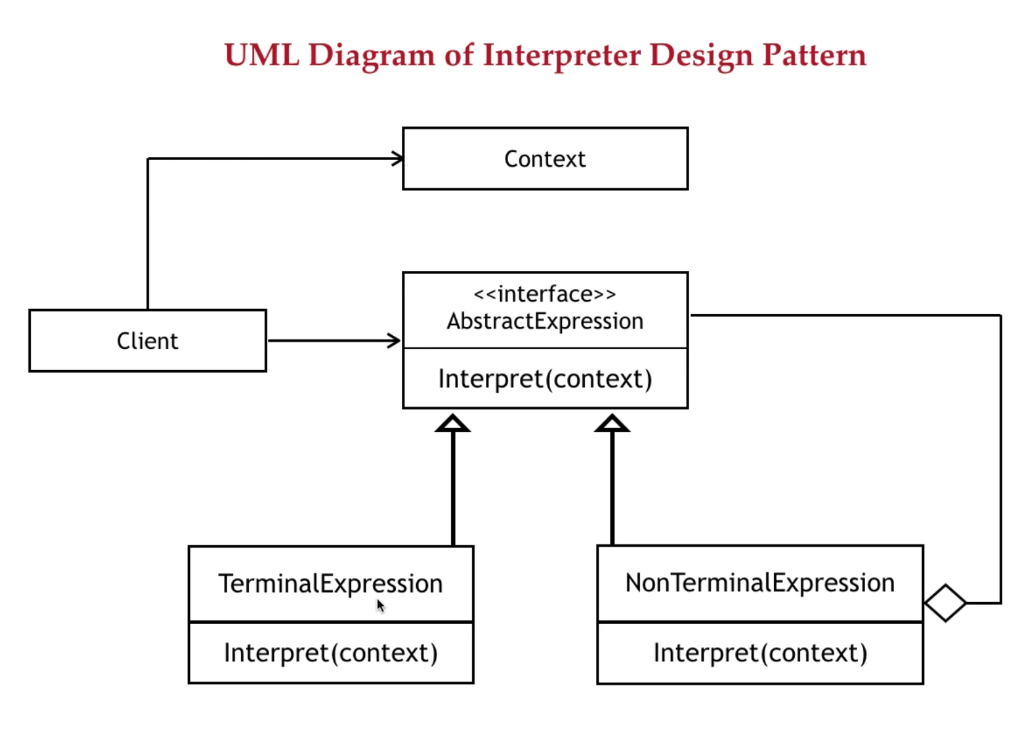 UML Diagram of Interpreter Design Pattern
Context
<<interface>>
AbstractExpression
Client
Interpret(context)
TerminalExpression
NonTerminalExpression
Interpret(context)
Interpret(context)